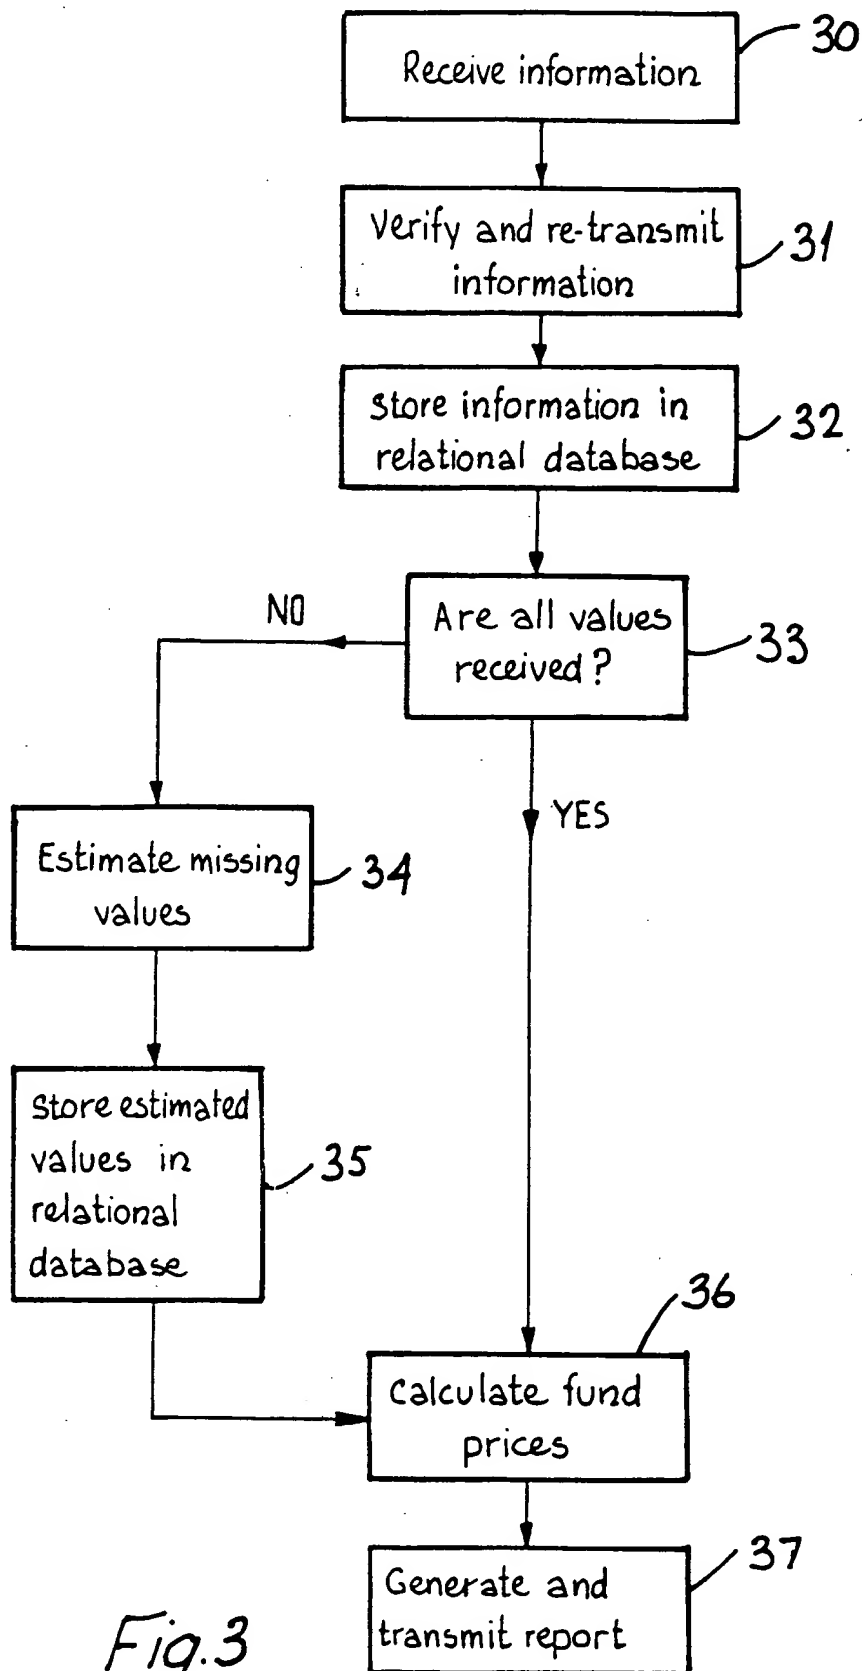 30
Receive information
Verify and re-transmit
information
31
Store information in
relational database
32
NO
Are all values
received?
33
YES
Estimate missing
values
34
Store estimated
values in
relational
database
35
36
Calculate fund
prices
37
Generate and
transmit report
Fig.3